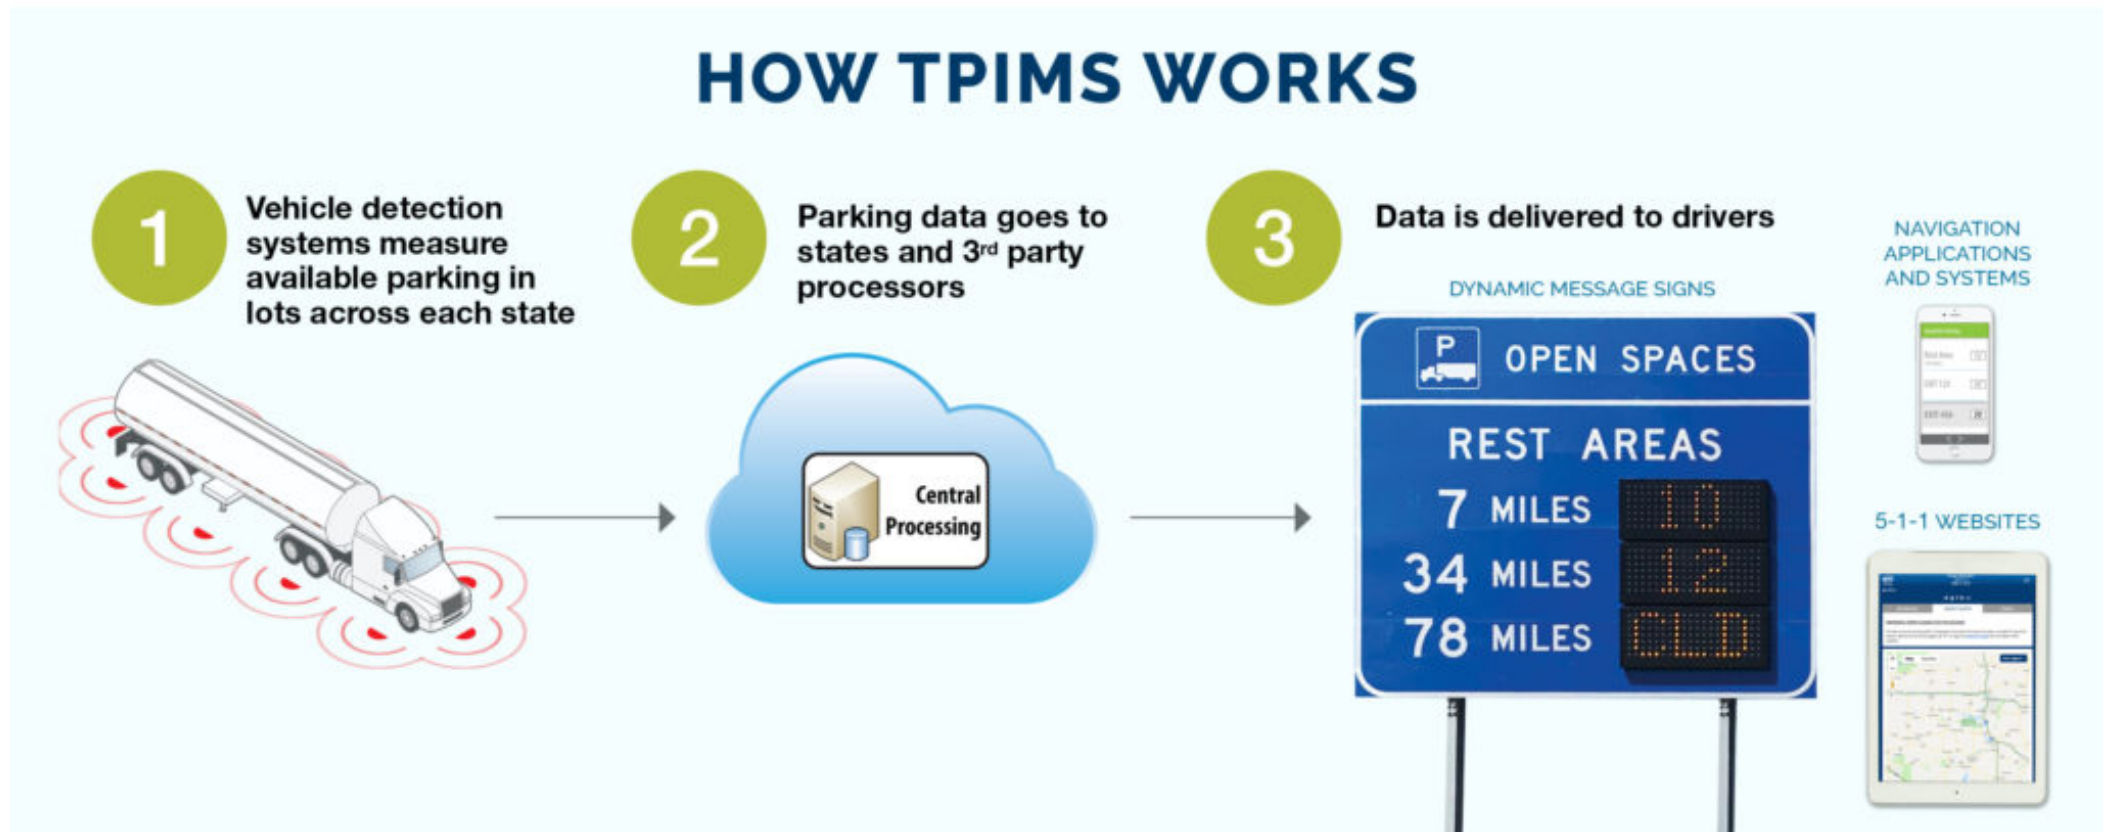 HOW TPIMS WORKS
1
Vehicle detection
systems measure
available parking in
lots across each state
2
Parking data goes to
states and 3rd party
processors
Central
Processing
3
Data is delivered to drivers
DYNAMIC MESSAGE SIGNS
P
OPEN SPACES
REST AREAS
7 MILES 10
34 MILES 12
78 MILES CLD
NAVIGATION
APPLICATIONS
AND SYSTEMS
5-1-1 WEBSITES